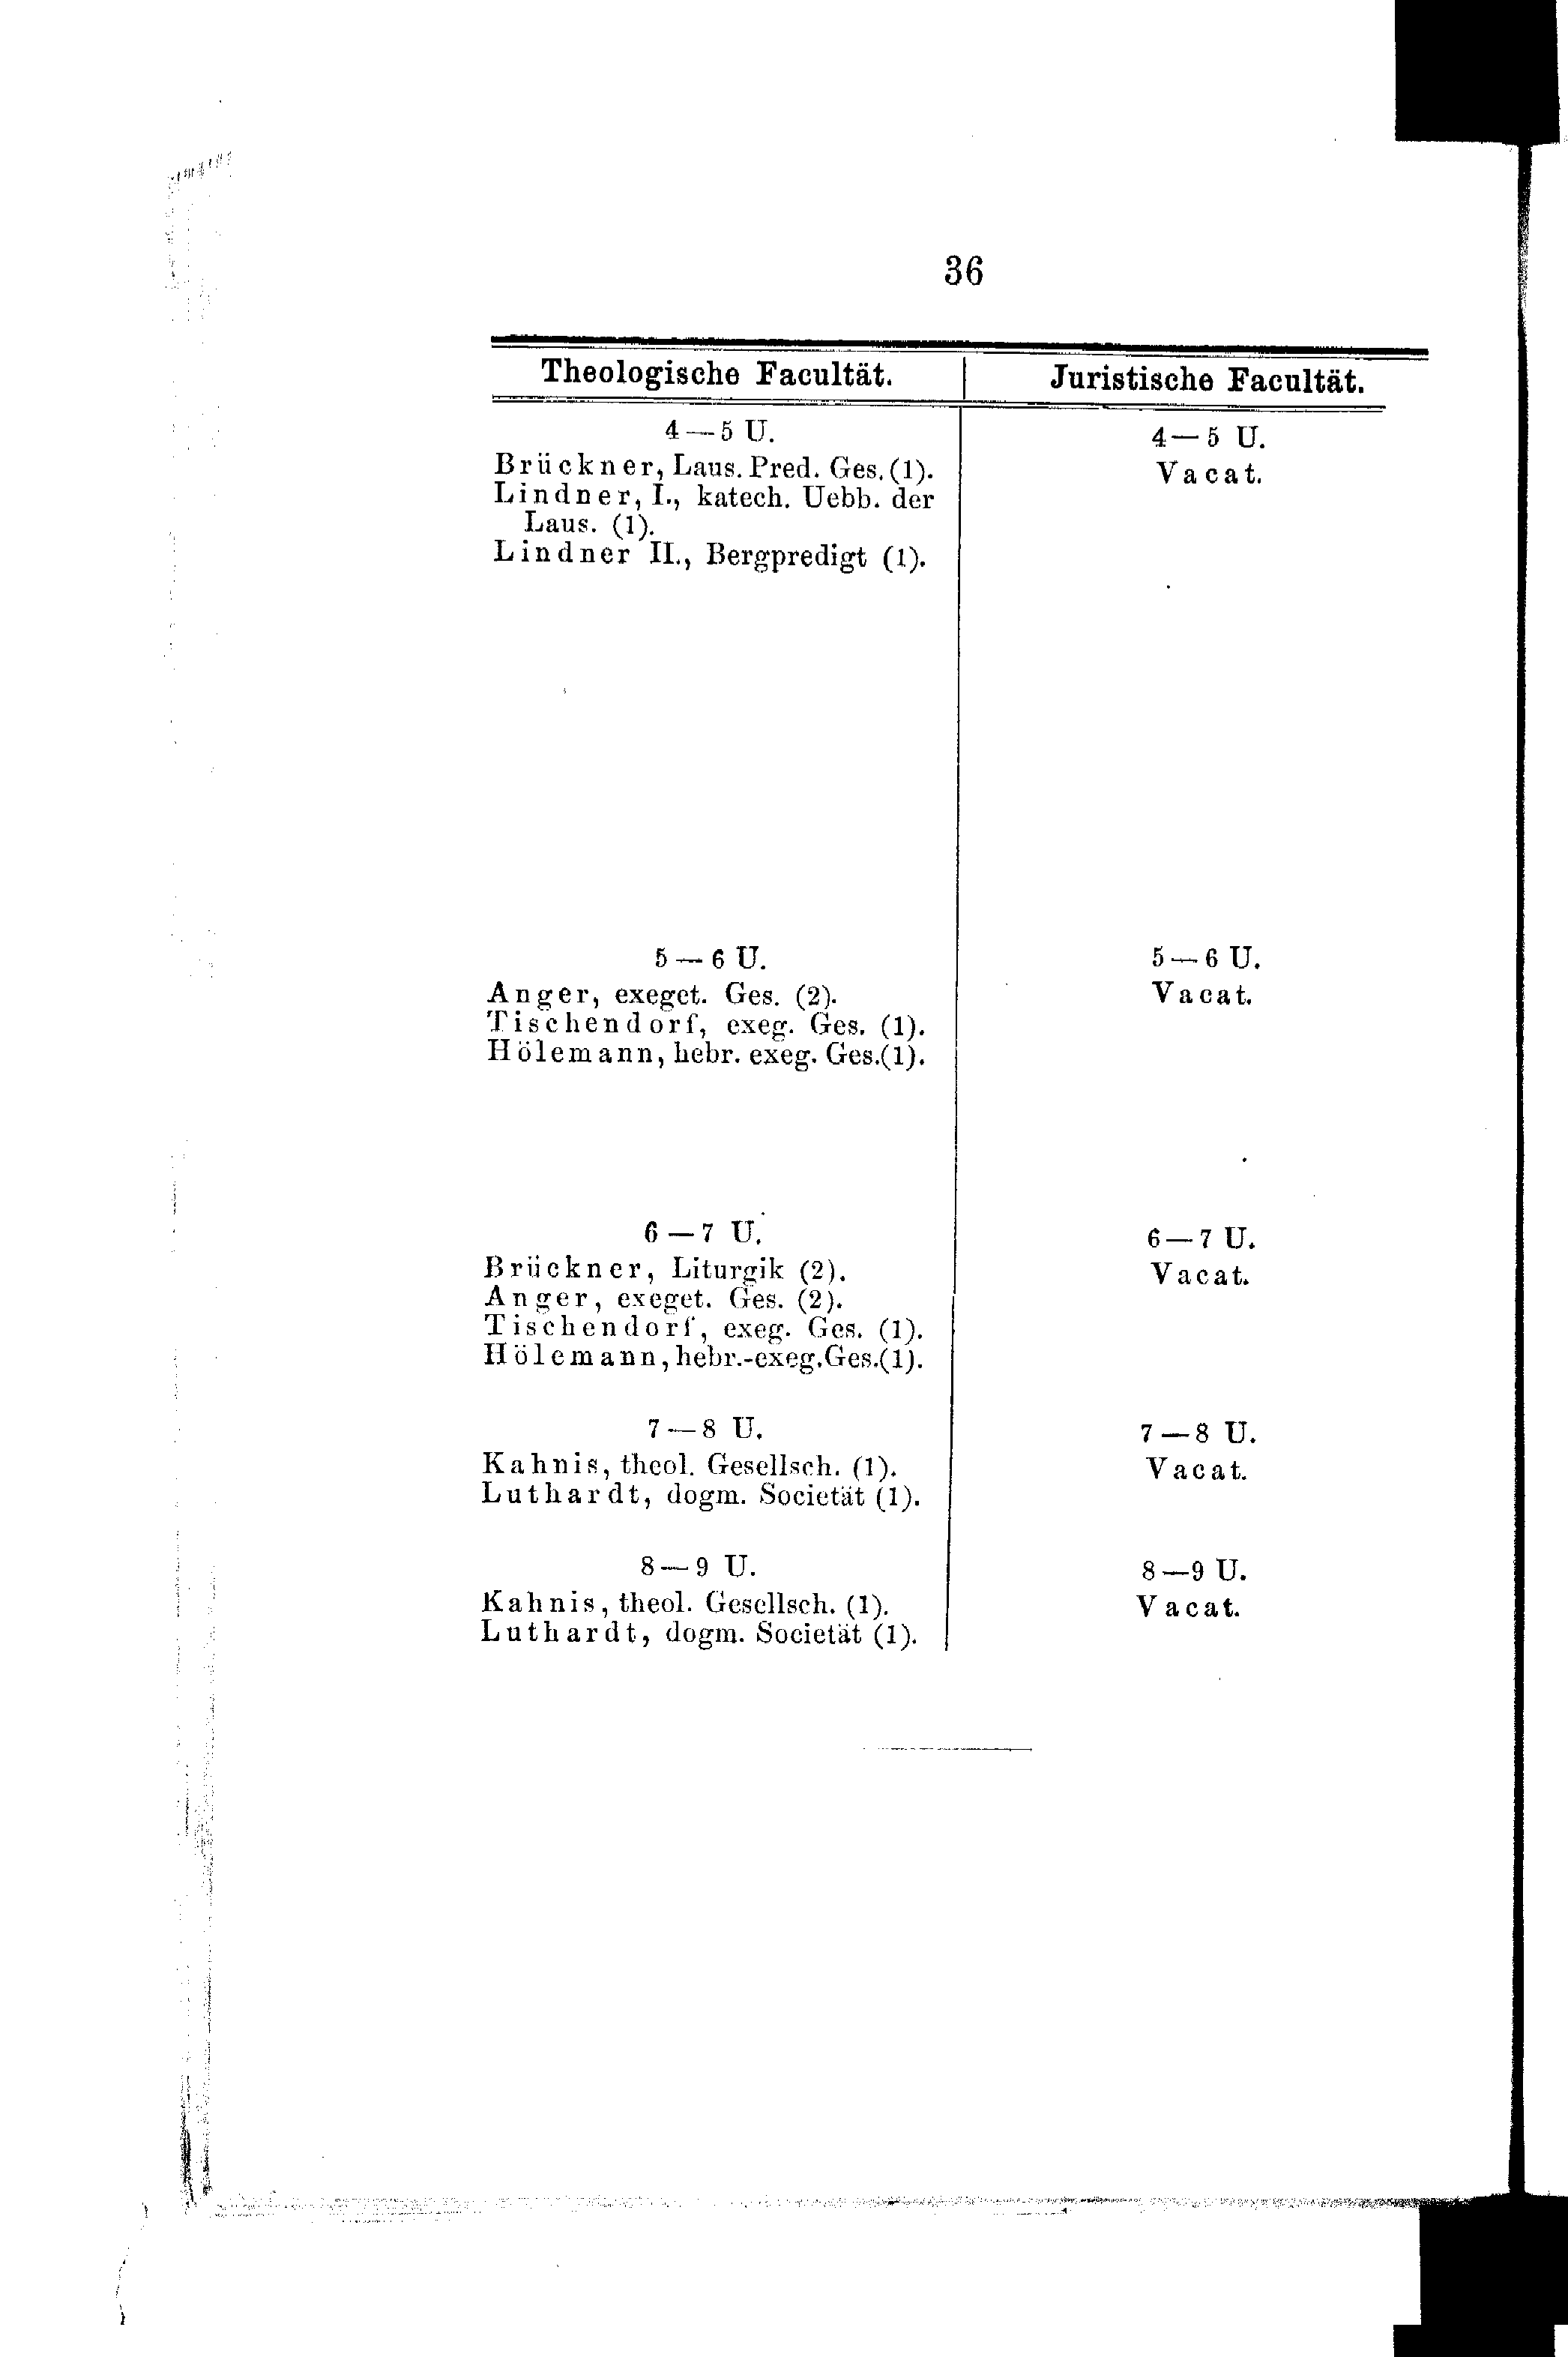 36
Theologische Facultät.
4—5 U.
Brückner, Laus. Pred. Ges. (1).
Lindner, I., katech. Uebb. der
Laus. (1).
Lindner II., Bergpredigt (1).
5—6 U.
Anger, exeget. Ges. (2).
Tischendorf, exeg. Ges. (1).
Hölemann, hebr. exeg. Ges.(1).
6—7 U.
Brückner, Liturgik (2).
Anger, exeget. Ges. (2).
Tischendorf, exeg. Ges. (1).
Hölemann, hebr.-exeg. Ges.(1).
7—8 U.
Kahnis, theol. Gesellsch. (1).
Luthardt, dogm. Societät (1).
8—9 U.
Kahnis, theol. Gesellsch. (1).
Luthardt, dogm. Societät (1).
Juristische Facultät.
4—5 U.
Vacat.
5—6 U.
Vacat.
6—7 U.
Vacat.
7—8 U.
Vacat.
8—9 U.
Vacat.